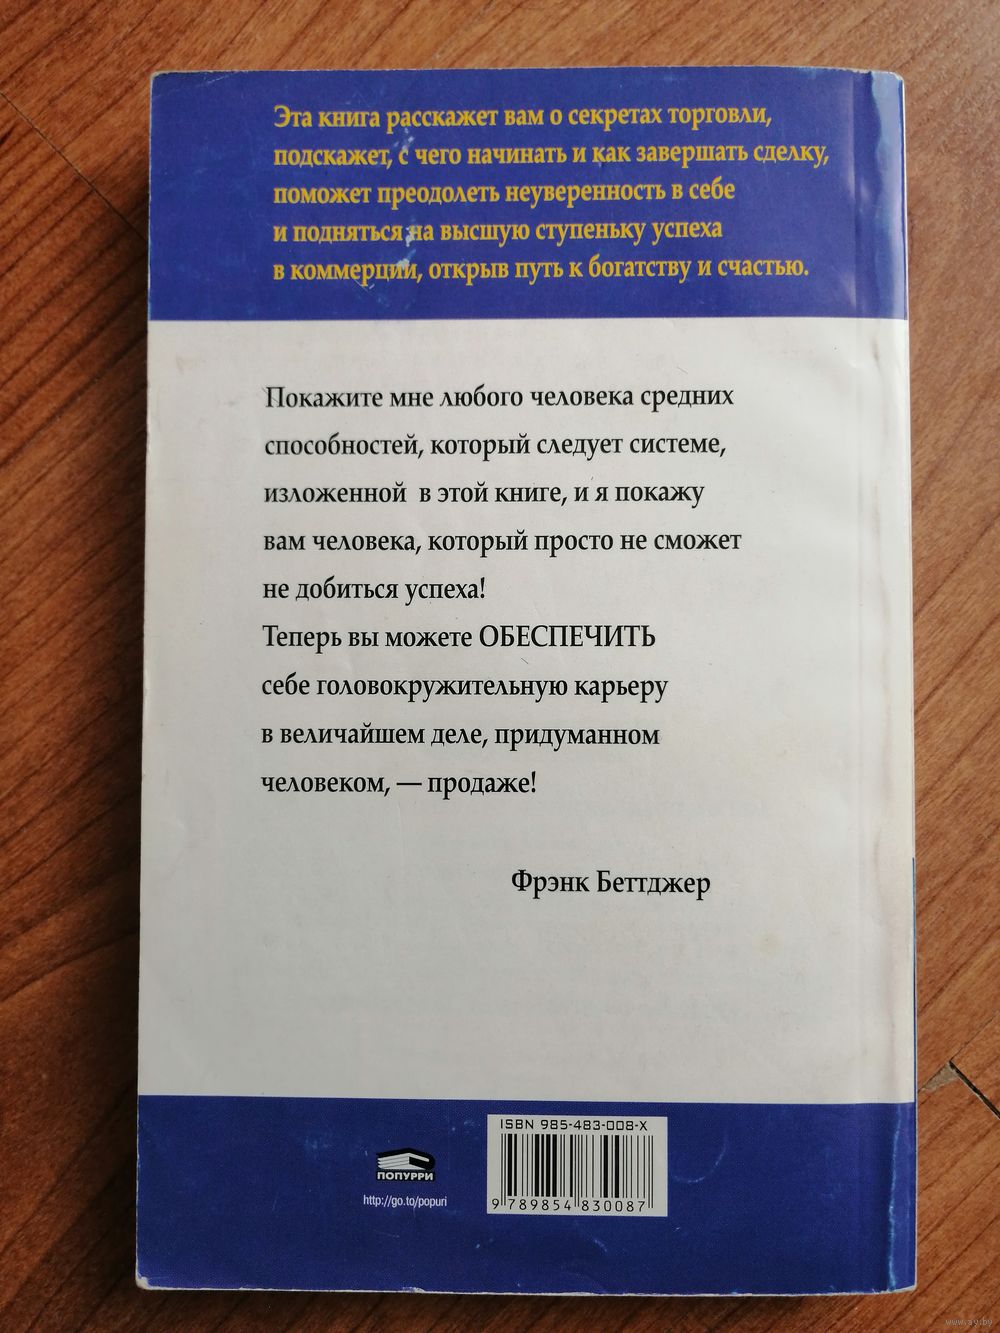 Эта книга расскажет вам о секретах торговли,
подскажет, с чего начинать и как завершать сделку,
поможет преодолеть неуверенность в себе
и подняться на высшую ступеньку успеха
в коммерции, открыв путь к богатству и счастью.
Покажите мне любого человека средних
способностей, который следует системе,
изложенной в этой книге, и я покажу
вам человека, который просто не сможет
не добиться успеха!
Теперь вы можете ОБЕСПЕЧИТЬ
себе головокружительную карьеру
в величайшем деле, придуманном
человеком, — продаже!
Фрэнк Беттджер
ISBN 985-483-008-X
ПОПУРРИ
http://go.to/popuri
9 789854 830087
www.ay.by